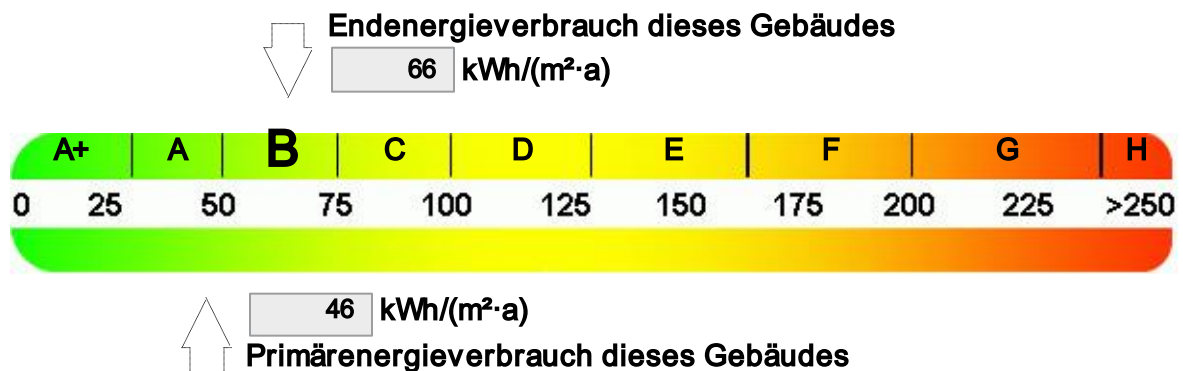 Endenergieverbrauch dieses Gebäudes
66 kWh/(m²·a)
A+ A B C D E F G H
0 25 50 75 100 125 150 175 200 225 >250
46 kWh/(m²·a)
Primärenergieverbrauch dieses Gebäudes